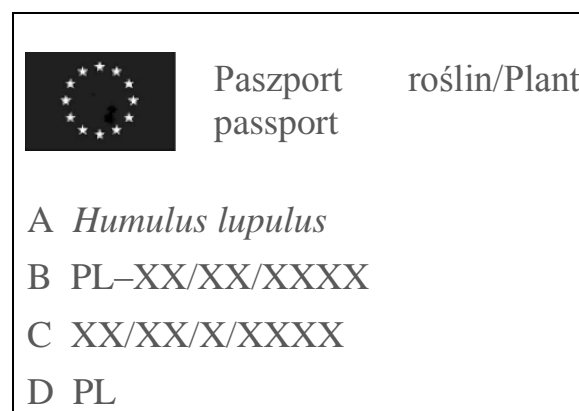 Paszport roślin/Plant
passport
A Humulus lupulus
B PL–XX/XX/XXXX
C XX/XX/X/XXXX
D PL